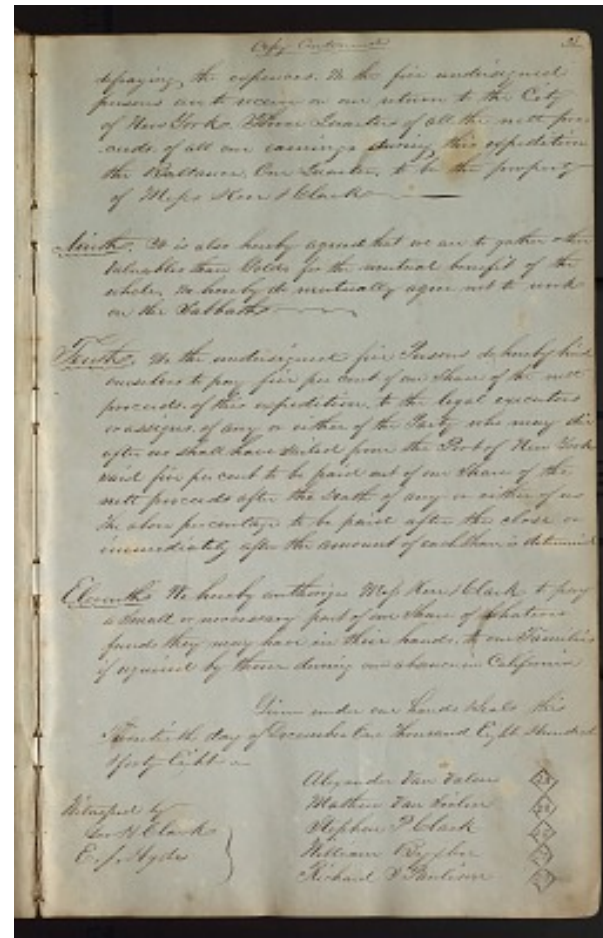 Copy Continued
defraying the expences. We the five undersigned
persons are to receive on our return to the City
of New York. Three Quarters of all the nett proc
eeds of all our earnings during this expedition
the Ballance, One Quarter, to be the property
of Mess Kerr & Clark
Ninth. It is also hereby agreed that we are to gather other
Valuables than Golds for the mutual benefit of the
whole, We hereby do mutually agree not to work
on the Sabbath
Tenth. We the undersigned five Persons do hereby bind
ourselves to pay five per cent of our Share of the nett
proceeds of this expedition, to the legal executors
or assigns, of any or either of the Party who may die
after we shall have sailed from the Port of New York
said five per cent to be paid out of our Share of the
nett proceeds after the death of any or either of us
the above percentage to be paid after the close or
immediately after the amount of each Share is determined
Eleventh. We hereby authorize Mess Kerr & Clark to pay
a small or necessary part of our Share of whatever
funds they may have in their hands, to our Families
if required by them during our absence in California
Given under our hands & seals this
Twentieth day of December One Thousand Eight Hundred
& forty Eight
Alexander Van Valen
Mathew Van
Witnessed by
Clark
Stephen P Clark
E. J. Hyde
William
Richard D Paulison